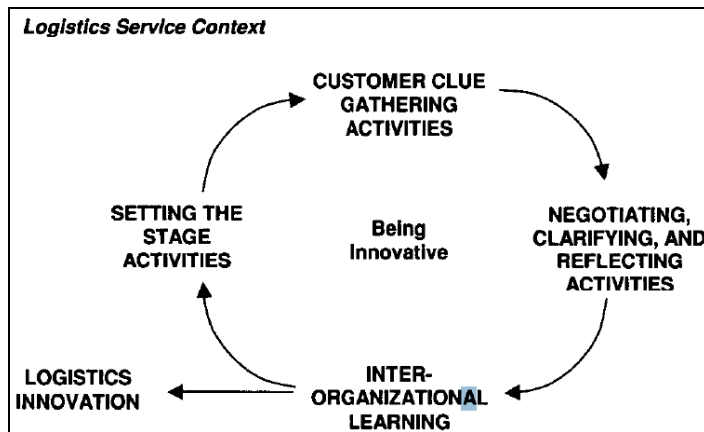 Logistics Service Context
CUSTOMER CLUE
GATHERING
ACTIVITIES
SETTING THE
STAGE
ACTIVITIES
Being
Innovative
NEGOTIATING,
CLARIFYING, AND
REFLECTING
ACTIVITIES
LOGISTICS
INNOVATION
INTER-
ORGANIZATIONAL
LEARNING